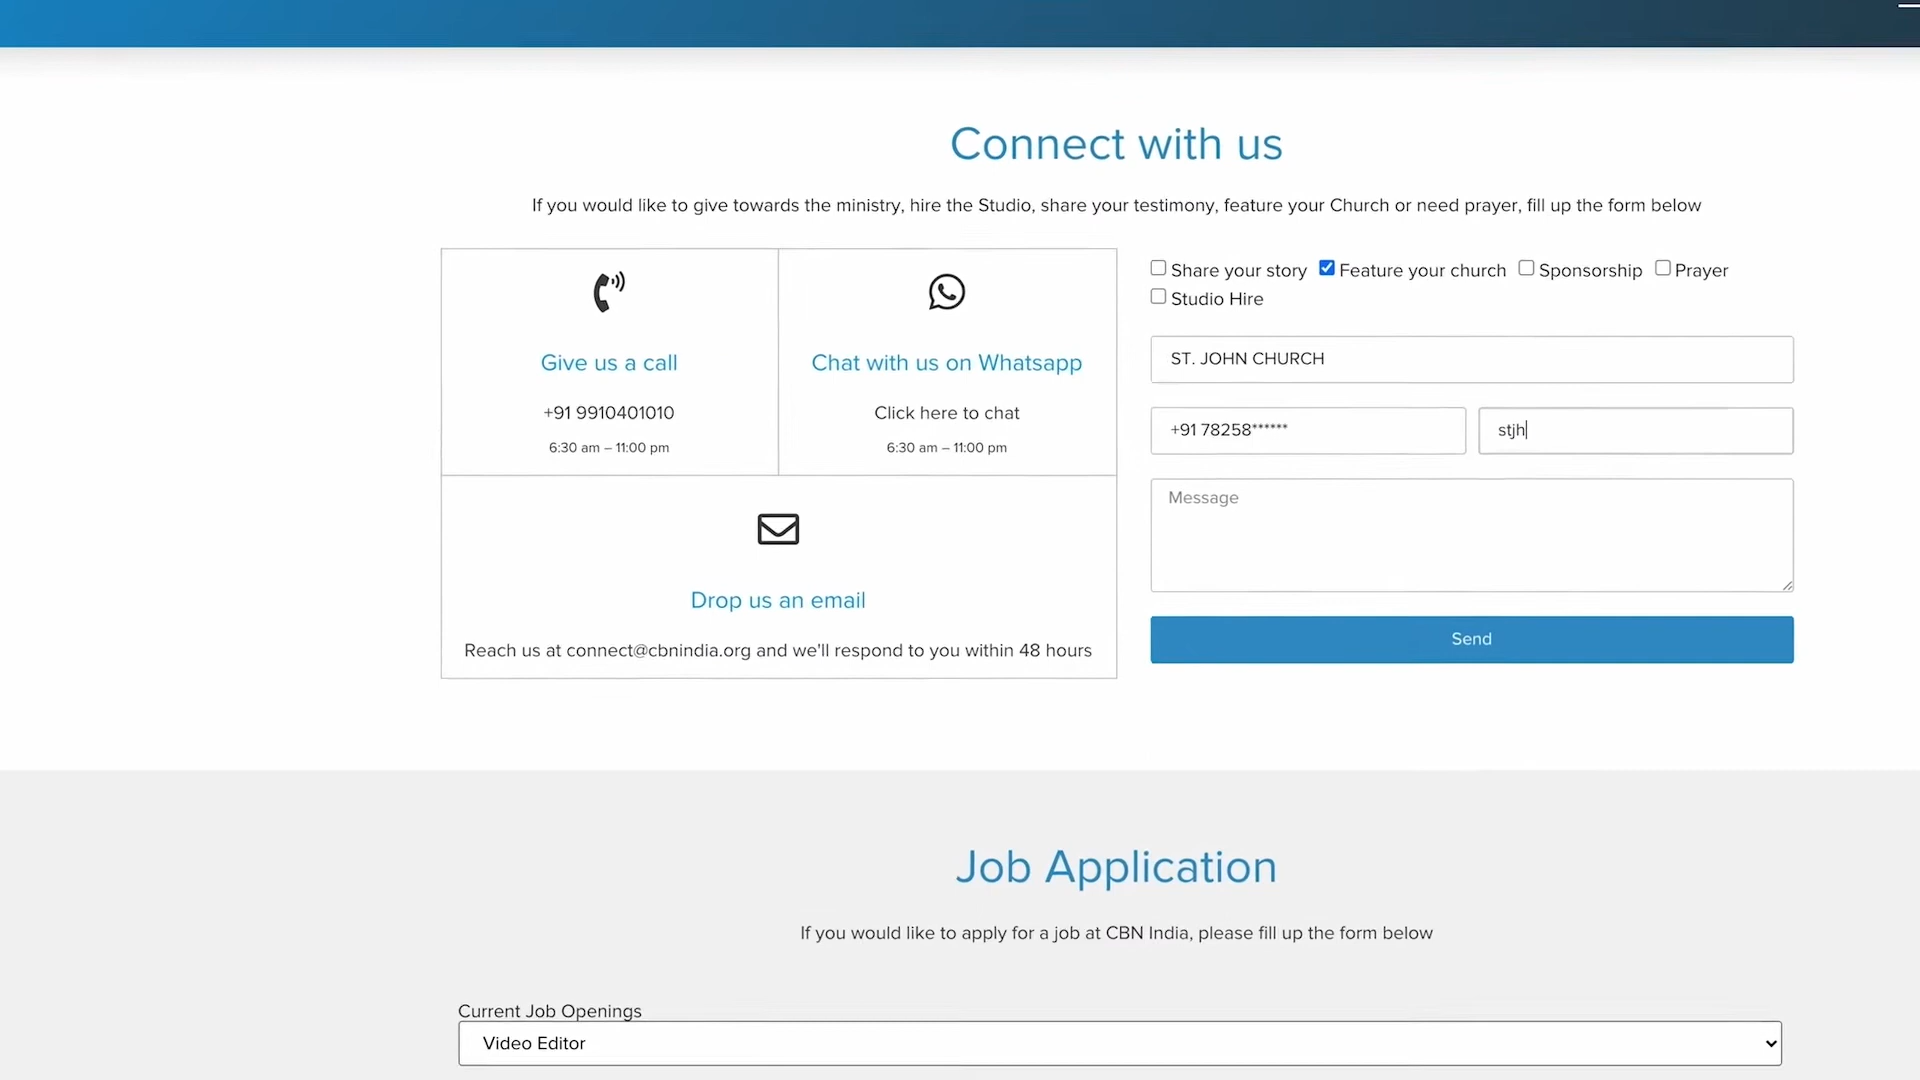 Connect with us
If you would like to give towards the ministry, hire the Studio, share your testimony, feature your Church or need prayer, fill up the form below
Give us a call
+91 9910401010
6:30 am – 11:00 pm
Chat with us on Whatsapp
Click here to chat
6:30 am – 11:00 pm
Drop us an email
Reach us at connect@cbnindia.org and we'll respond to you within 48 hours
Share your story Feature your church Sponsorship Prayer
Studio Hire
ST. JOHN CHURCH
+91 78258****** stjh
Message
Send
Job Application
If you would like to apply for a job at CBN India, please fill up the form below
Current Job Openings
Video Editor